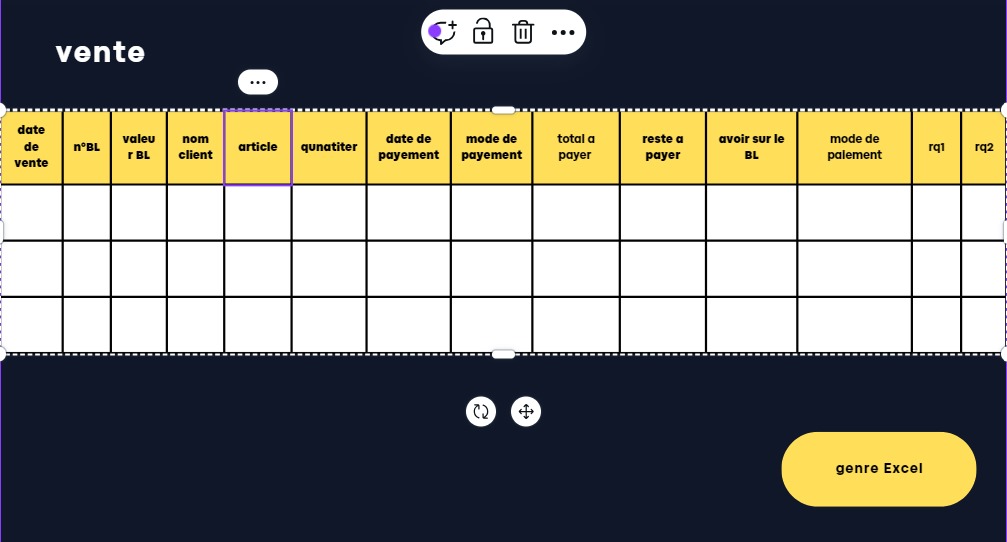 vente
date
de
vente
n°BL
valeu
r BL
nom
client
article
qunatiter
date de
payement
mode de
payement
total a
payer
reste a
payer
avoir sur le
BL
mode de
paiement
rq1
rq2
genre Excel